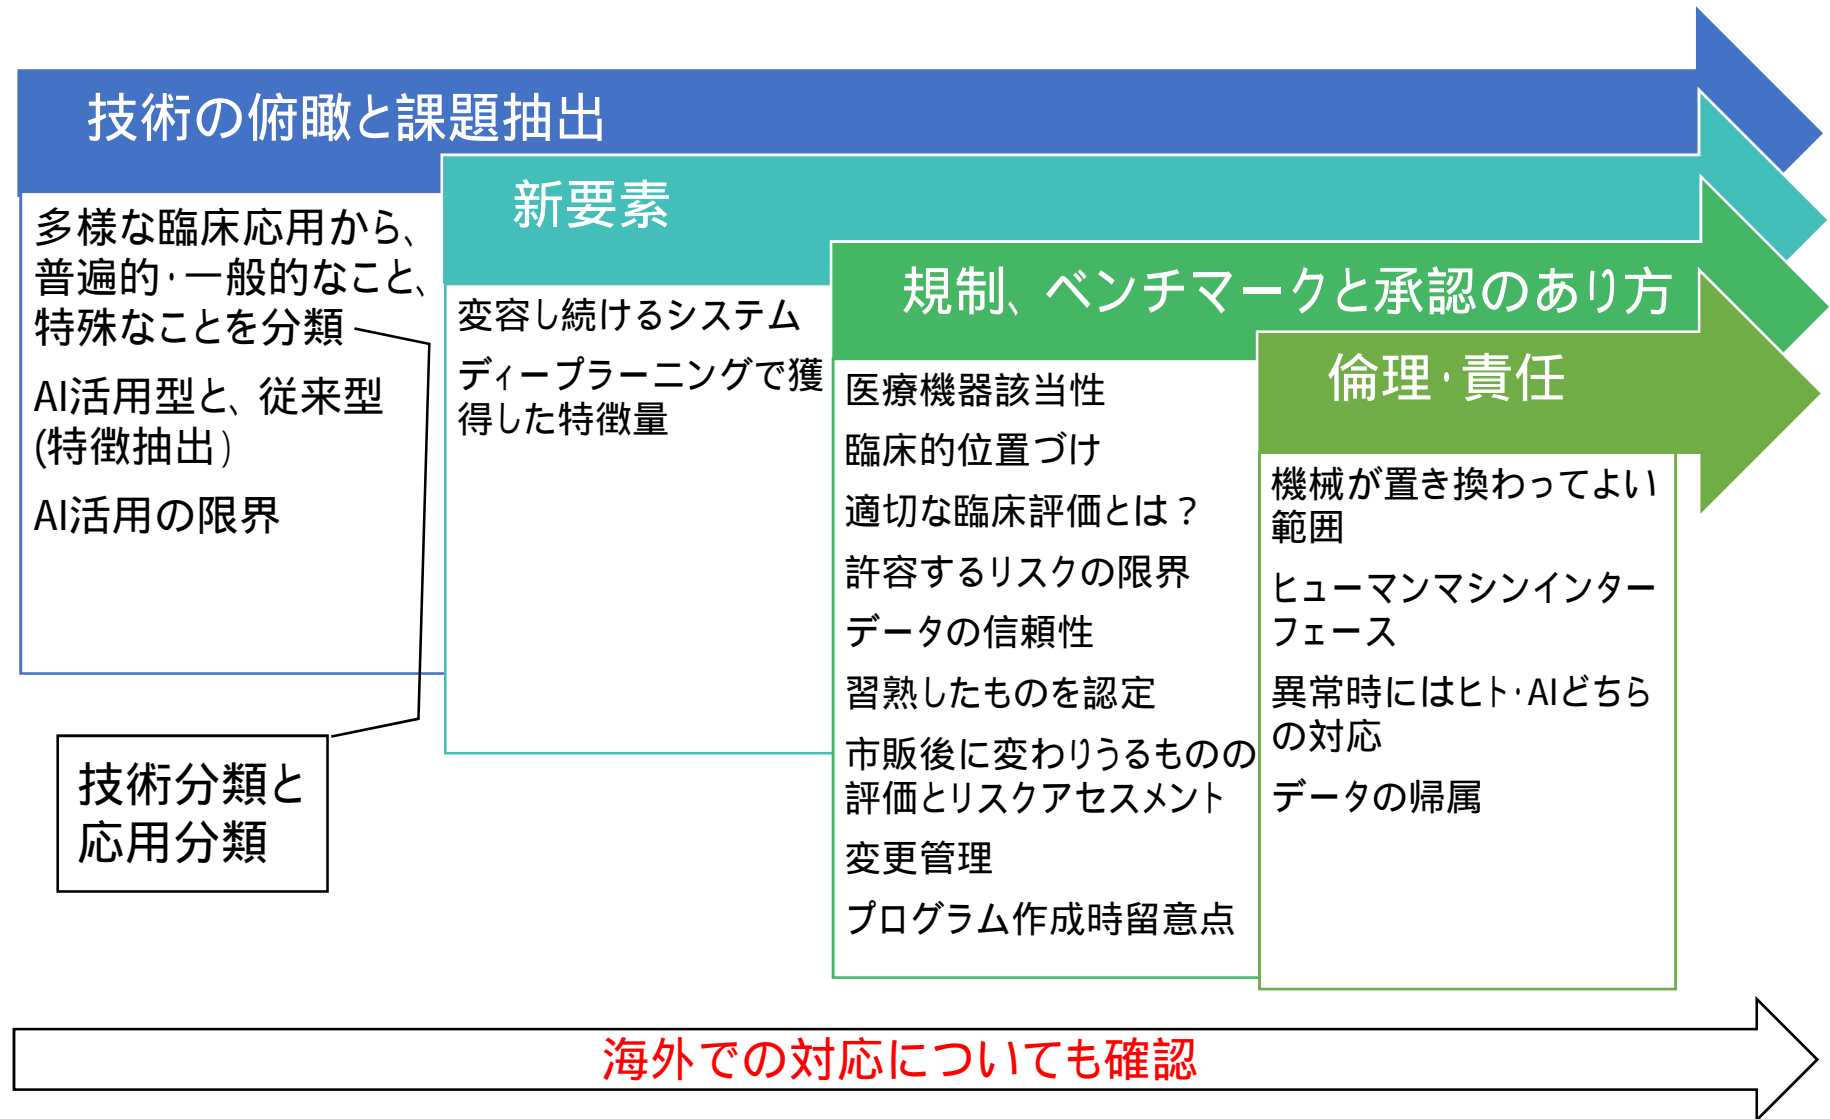 技術の俯瞰と課題抽出
多様な臨床応用から、
普遍的・一般的なこと、
特殊なことを分類
AI活用型と、従来型
(特徴抽出)
AI活用の限界
技術分類と
応用分類
新要素
変容し続けるシステム
ディープラーニングで獲
得した特徴量
規制、ベンチマークと承認のあり方
医療機器該当性
臨床的位置づけ
適切な臨床評価とは？
許容するリスクの限界
データの信頼性
習熟したものを認定
市販後に変わりうるものの
評価とリスクアセスメント
変更管理
プログラム作成時留意点
倫理・責任
機械が置き換わってよい
範囲
ヒューマンマシンインター
フェース
異常時にはヒト・AIどちら
の対応
データの帰属
海外での対応についても確認